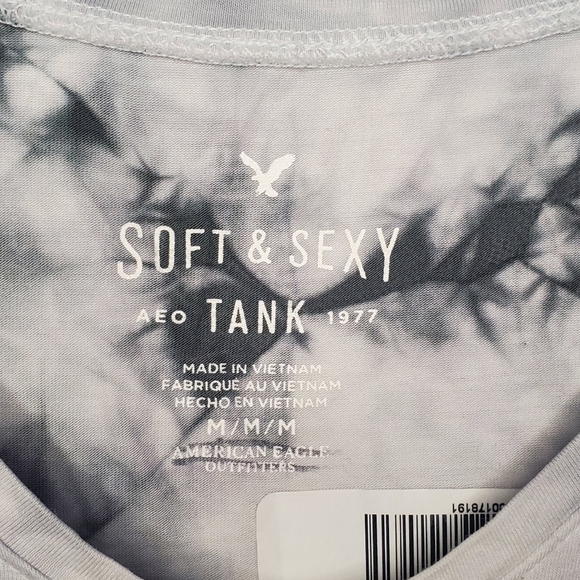 SOFT & SEXY
AEO TANK 1977
MADE IN VIETNAM
FABRIQUÉ AU VIETNAM
HECHO EN VIETNAM
M/M/M
AMERICAN EAGLE
OUTFITTERS